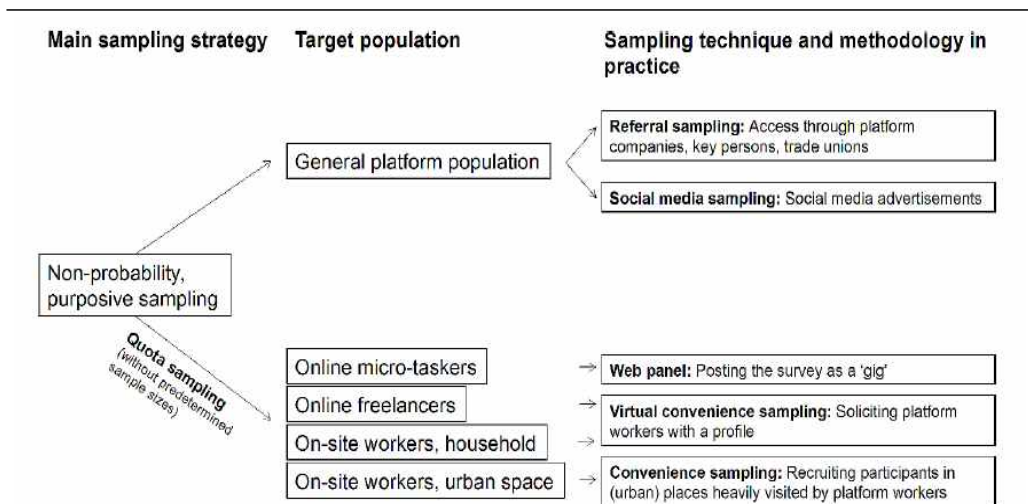 Main sampling strategy
Target population
Sampling technique and methodology in
practice
General platform population
Referral sampling: Access through platform
companies, key persons, trade unions
Social media sampling: Social media advertisements
Non-probability,
purposive sampling
Quota sampling
(without predetermined
sample sizes)
Online micro-taskers
Online freelancers
On-site workers, household
On-site workers, urban space
Web panel: Posting the survey as a 'gig'
Virtual convenience sampling: Soliciting platform
workers with a profile
Convenience sampling: Recruiting participants in
(urban) places heavily visited by platform workers